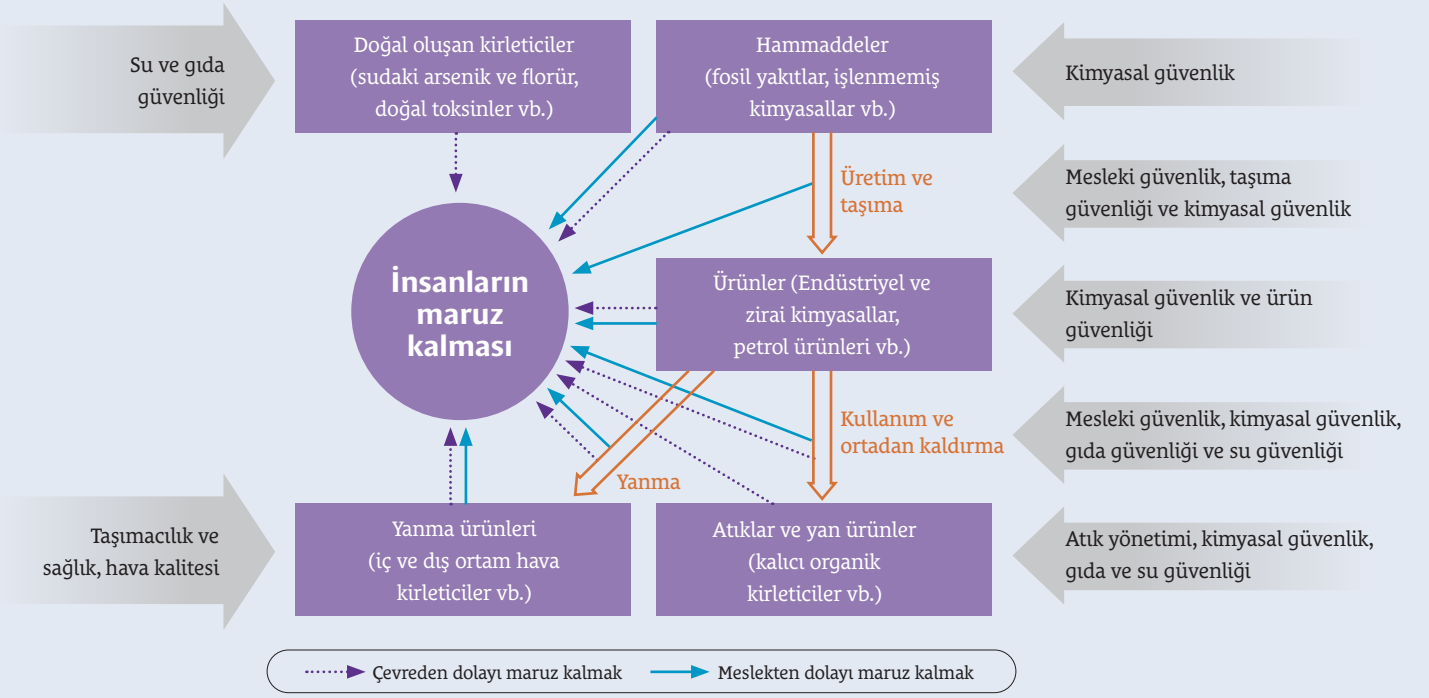 Su ve gıda
güvenliği
Doğal oluşan kirleticiler
(sudaki arsenik ve florür,
doğal toksinler vb.)
Hammaddeler
(fosil yakıtlar, işlenmemiş
kimyasallar vb.)
Kimyasal güvenlik
Üretim ve
taşıma
Mesleki güvenlik, taşıma
güvenliği ve kimyasal güvenlik
İnsanların
maruz
kalması
Ürünler (Endüstriyel ve
zirai kimyasallar,
petrol ürünleri vb.)
Kimyasal güvenlik ve ürün
güvenliği
Kullanım ve
ortadan kaldırma
Mesleki güvenlik, kimyasal güvenlik,
gıda güvenliği ve su güvenliği
Yanma
Taşımacılık ve
sağlık, hava kalitesi
Yanma ürünleri
(iç ve dış ortam hava
kirleticiler vb.)
Atıklar ve yan ürünler
(kalıcı organik
kirleticiler vb.)
Atık yönetimi, kimyasal güvenlik,
gıda ve su güvenliği
Çevreden dolayı maruz kalmak
Meslekten dolayı maruz kalmak